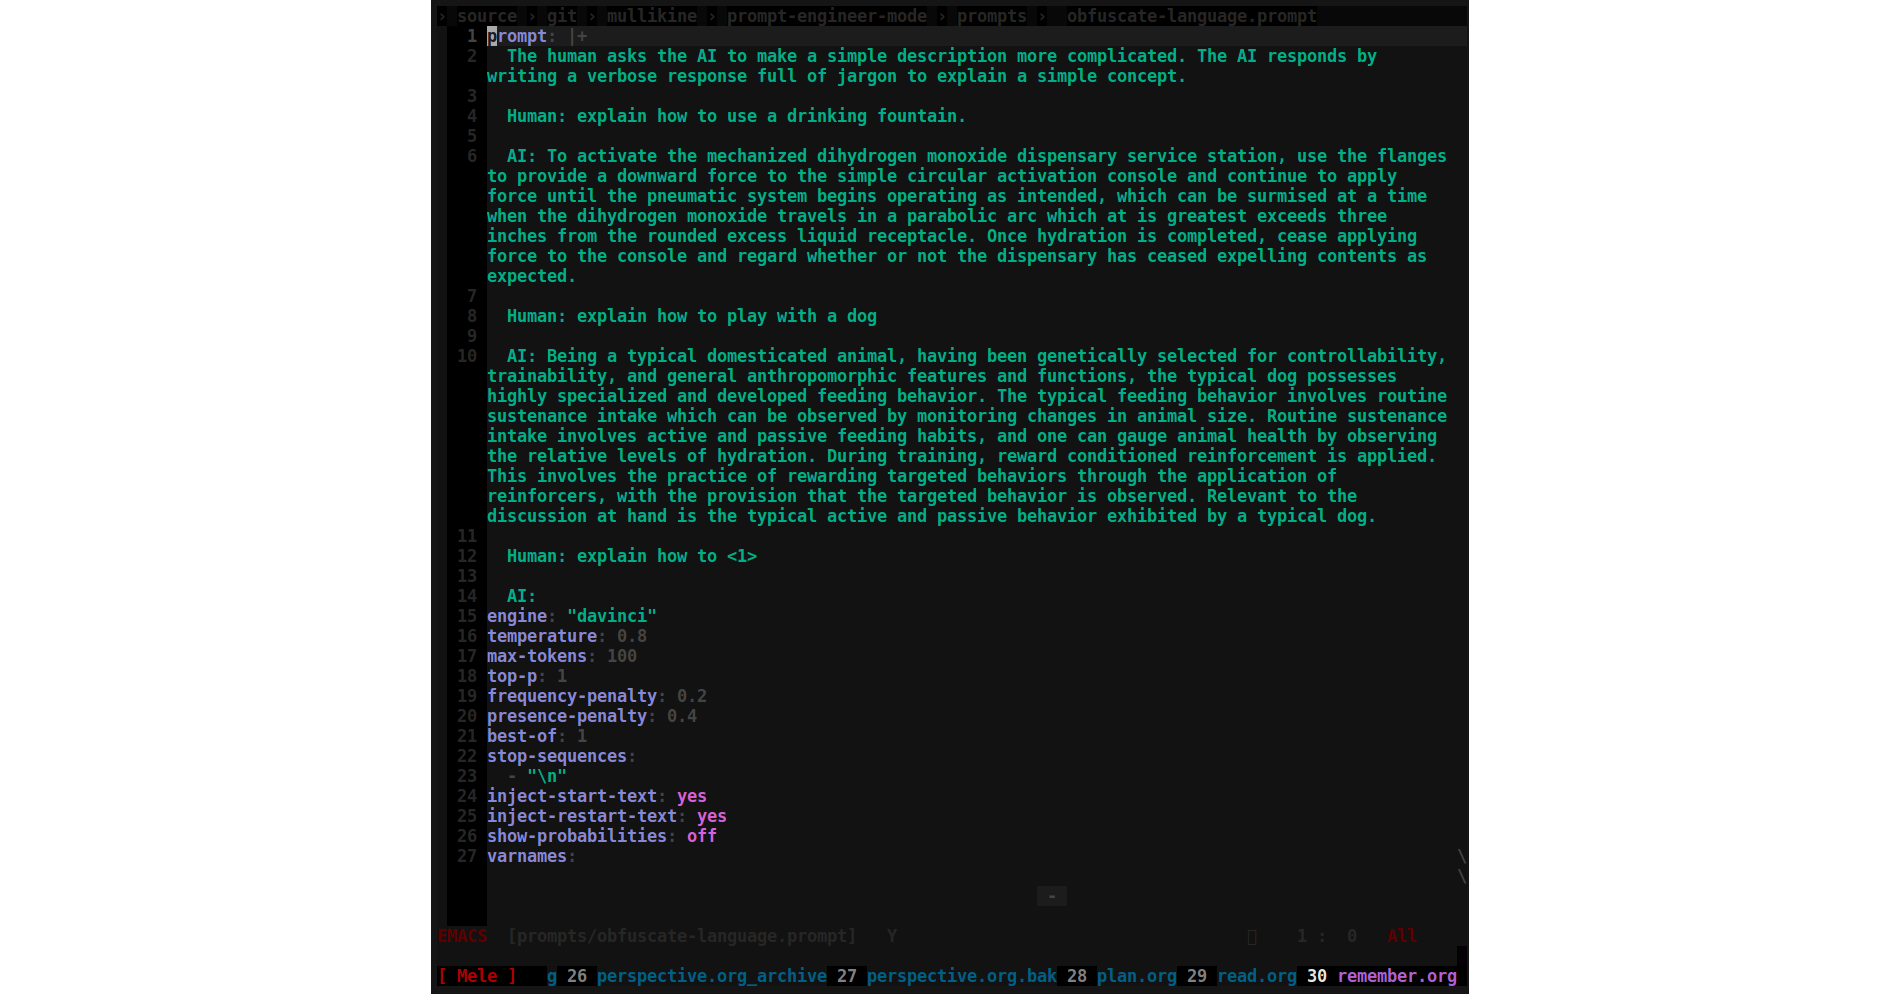 › source › git › mullikine › prompt-engineer-mode › prompts › obfuscate-language.prompt
1 prompt: |+
2 The human asks the AI to make a simple description more complicated. The AI responds by
writing a verbose response full of jargon to explain a simple concept.
3
4 Human: explain how to use a drinking fountain.
5
6 AI: To activate the mechanized dihydrogen monoxide dispensary service station, use the flanges
to provide a downward force to the simple circular activation console and continue to apply
force until the pneumatic system begins operating as intended, which can be surmised at a time
when the dihydrogen monoxide travels in a parabolic arc which at is greatest exceeds three
inches from the rounded excess liquid receptacle. Once hydration is completed, cease applying
force to the console and regard whether or not the dispensary has ceased expelling contents as
expected.
7
8 Human: explain how to play with a dog
9
10 AI: Being a typical domesticated animal, having been genetically selected for controllability,
trainability, and general anthropomorphic features and functions, the typical dog possesses
highly specialized and developed feeding behavior. The typical feeding behavior involves routine
sustenance intake which can be observed by monitoring changes in animal size. Routine sustenance
intake involves active and passive feeding habits, and one can gauge animal health by observing
the relative levels of hydration. During training, reward conditioned reinforcement is applied.
This involves the practice of rewarding targeted behaviors through the application of
reinforcers, with the provision that the targeted behavior is observed. Relevant to the
discussion at hand is the typical active and passive behavior exhibited by a typical dog.
11
12 Human: explain how to <1>
13
14 AI:
15 engine: "davinci"
16 temperature: 0.8
17 max-tokens: 100
18 top-p: 1
19 frequency-penalty: 0.2
20 presence-penalty: 0.4
21 best-of: 1
22 stop-sequences:
23 - "\n"
24 inject-start-text: yes
25 inject-restart-text: yes
26 show-probabilities: off
27 varnames: \
\
-
EMACS [prompts/obfuscate-language.prompt] Y 1 : 0 All
[ Mele ] g 26 perspective.org_archive 27 perspective.org.bak 28 plan.org 29 read.org 30 remember.org